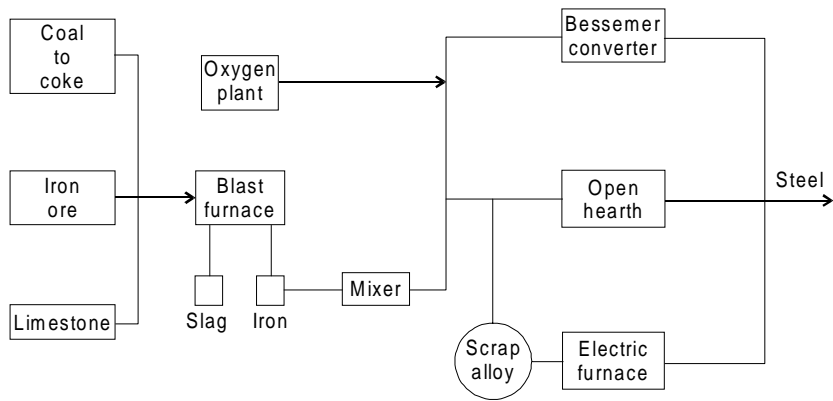 Coal
to
coke
Oxygen
plant
Bessemer
converter
Iron
ore
Blast
furnace
Open
hearth
Steel
Limestone
Slag
Iron
Mixer
Scrap
alloy
Electric
furnace